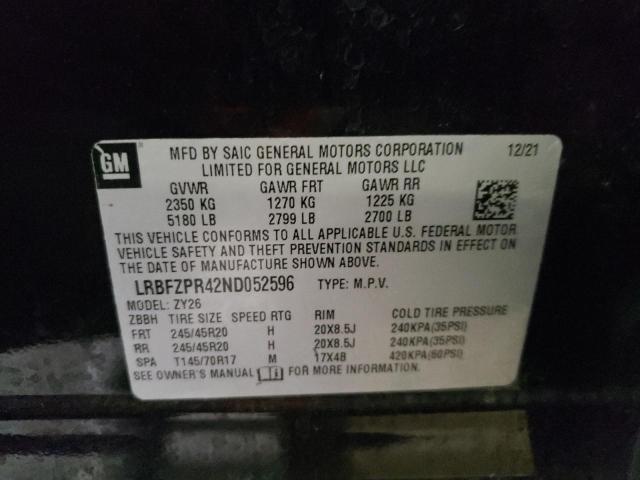 GM
MFD BY SAIC GENERAL MOTORS CORPORATION 12/21
LIMITED FOR GENERAL MOTORS LLC
GVWR GAWR FRT GAWR RR
2350 KG 1270 KG 1225 KG
5180 LB 2799 LB 2700 LB
THIS VEHICLE CONFORMS TO ALL APPLICABLE U.S. FEDERAL MOTOR
VEHICLE SAFETY AND THEFT PREVENTION STANDARDS IN EFFECT ON
THE DATE OF MANUFACTURE SHOWN ABOVE.
LRBFZPR42ND052596 TYPE: M.P.V.
MODEL: ZY26
ZBBH TIRE SIZE SPEED RTG RIM COLD TIRE PRESSURE
FRT 245/45R20 H 20X8.5J 240KPA(35PSI)
RR 245/45R20 H 20X8.5J 240KPA(35PSI)
SPA T145/70R17 M 17X4B 420KPA(60PSI)
SEE OWNER'S MANUAL FOR MORE INFORMATION.